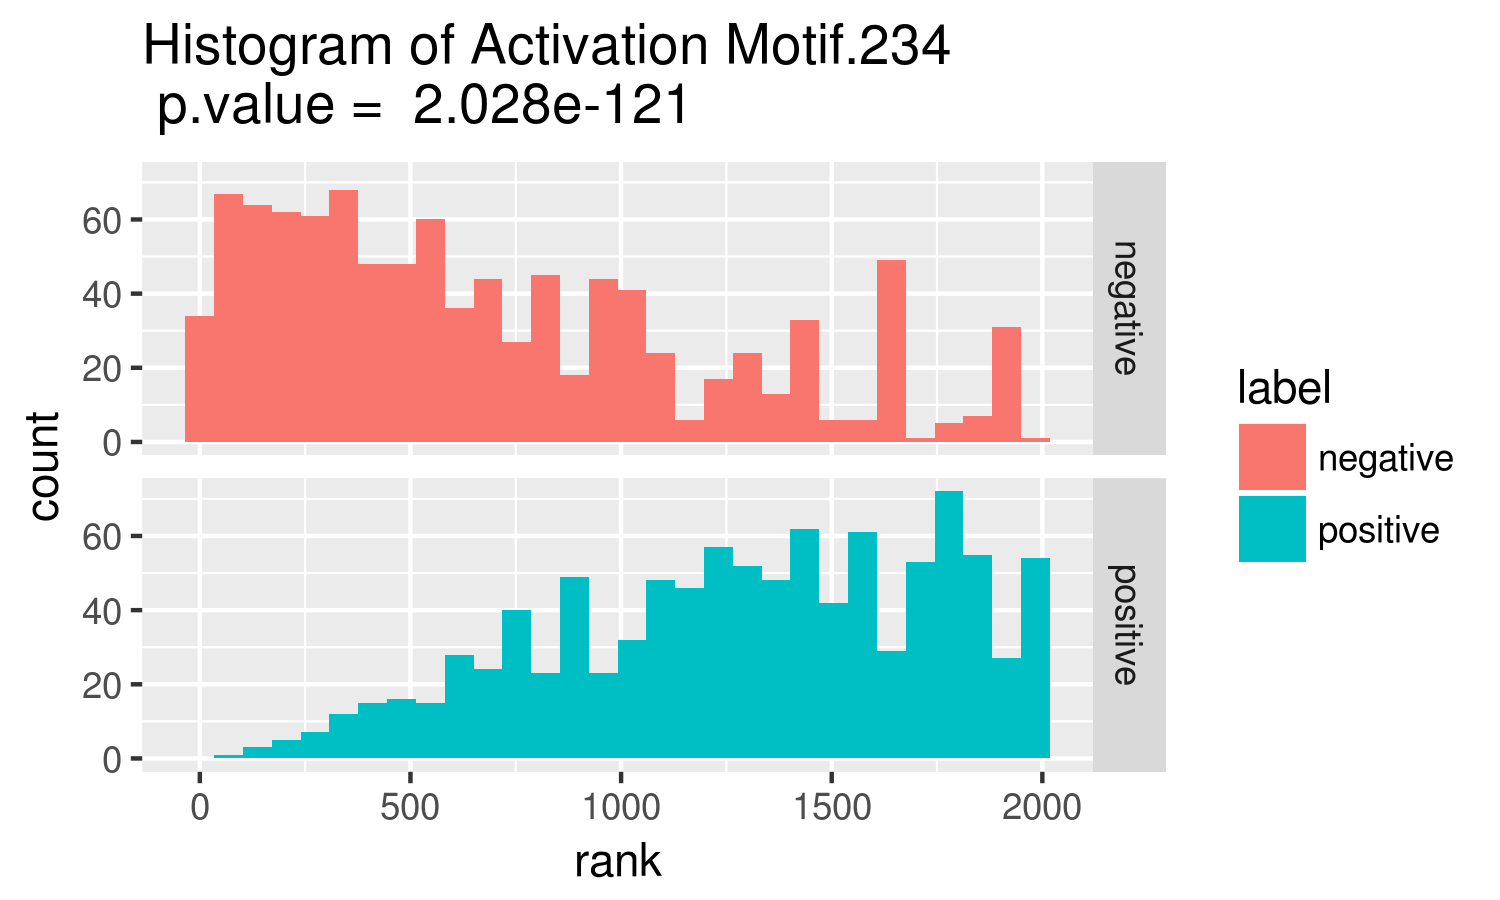 Histogram of Activation Motif.234
p.value = 2.028e-121
count
60
40
20
0
negative
60
40
20
0
positive
0 500 1000 1500 2000
rank
label
negative
positive